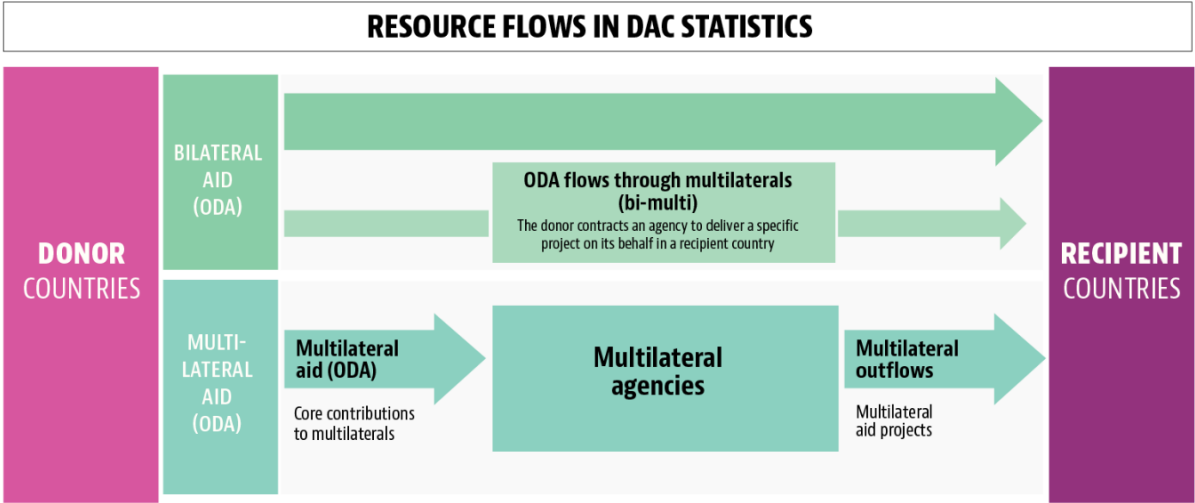 RESOURCE FLOWS IN DAC STATISTICS
DONOR
COUNTRIES
BILATERAL
AID
(ODA)
ODA flows through multilaterals
(bi-multi)
The donor contracts an agency to deliver a specific
project on its behalf in a recipient country
MULTI-
LATERAL
AID
(ODA)
Multilateral
aid (ODA)
Core contributions
to multilaterals
Multilateral
agencies
Multilateral
outflows
Multilateral
aid projects
RECIPIENT
COUNTRIES